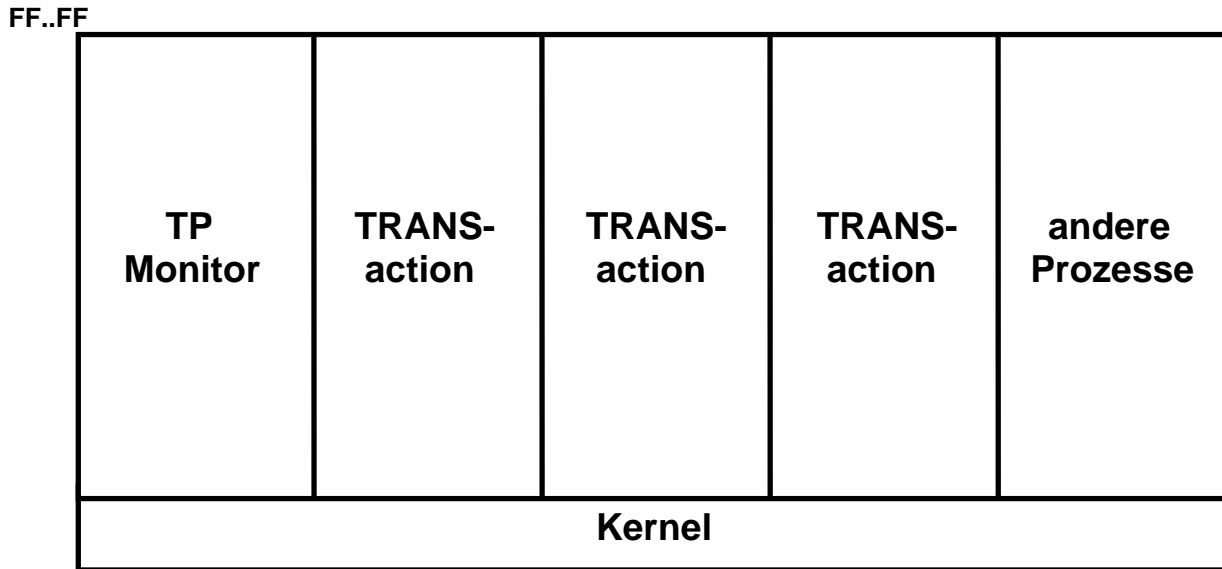 FF..FF
TP
Monitor
TRANS-
action
TRANS-
action
TRANS-
action
andere
Prozesse
Kernel